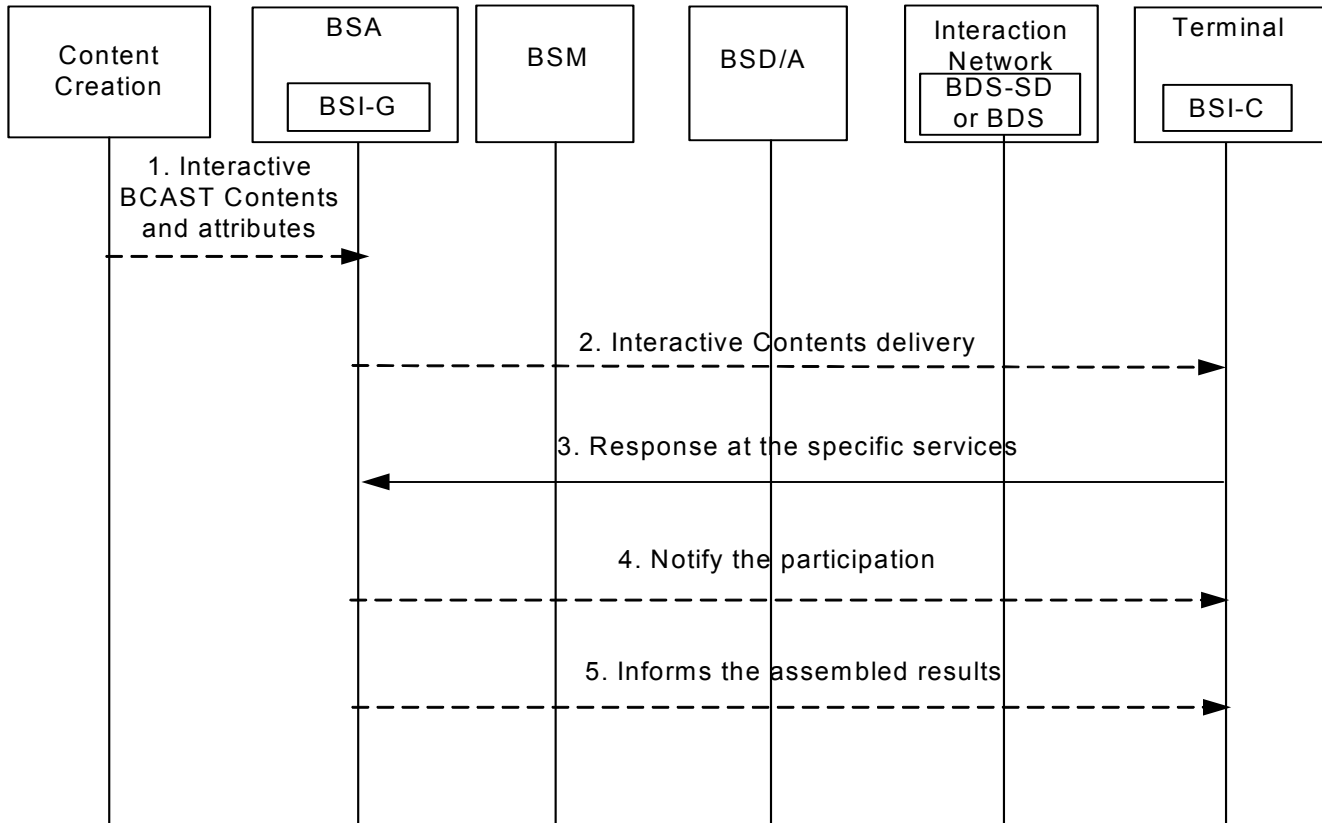 Content
Creation
BSA
BSI-G
BSM
BSD/A
Interaction
Network
BDS-SD
or BDS
Terminal
BSI-C
1. Interactive
BCAST Contents
and attributes
2. Interactive Contents delivery
3. Response at the specific services
4. Notify the participation
5. Informs the assembled results